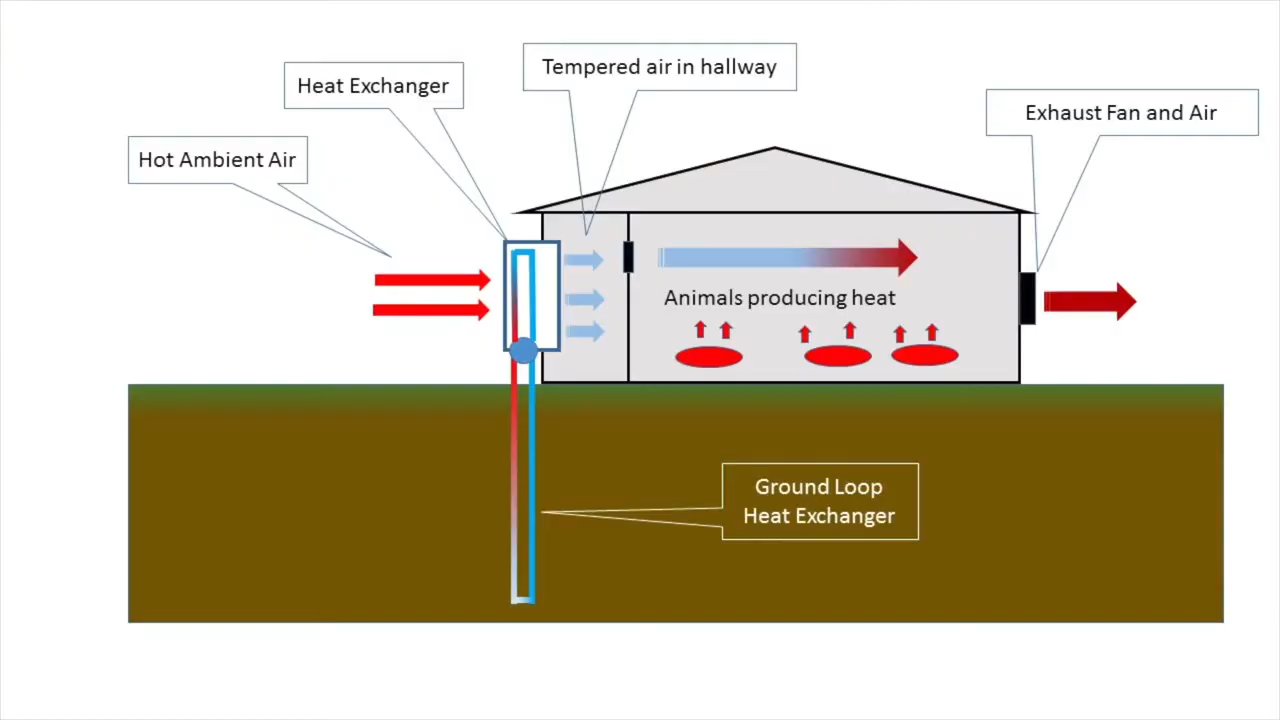 Tempered air in hallway
Heat Exchanger
Exhaust Fan and Air
Hot Ambient Air
Animals producing heat
Ground Loop
Heat Exchanger